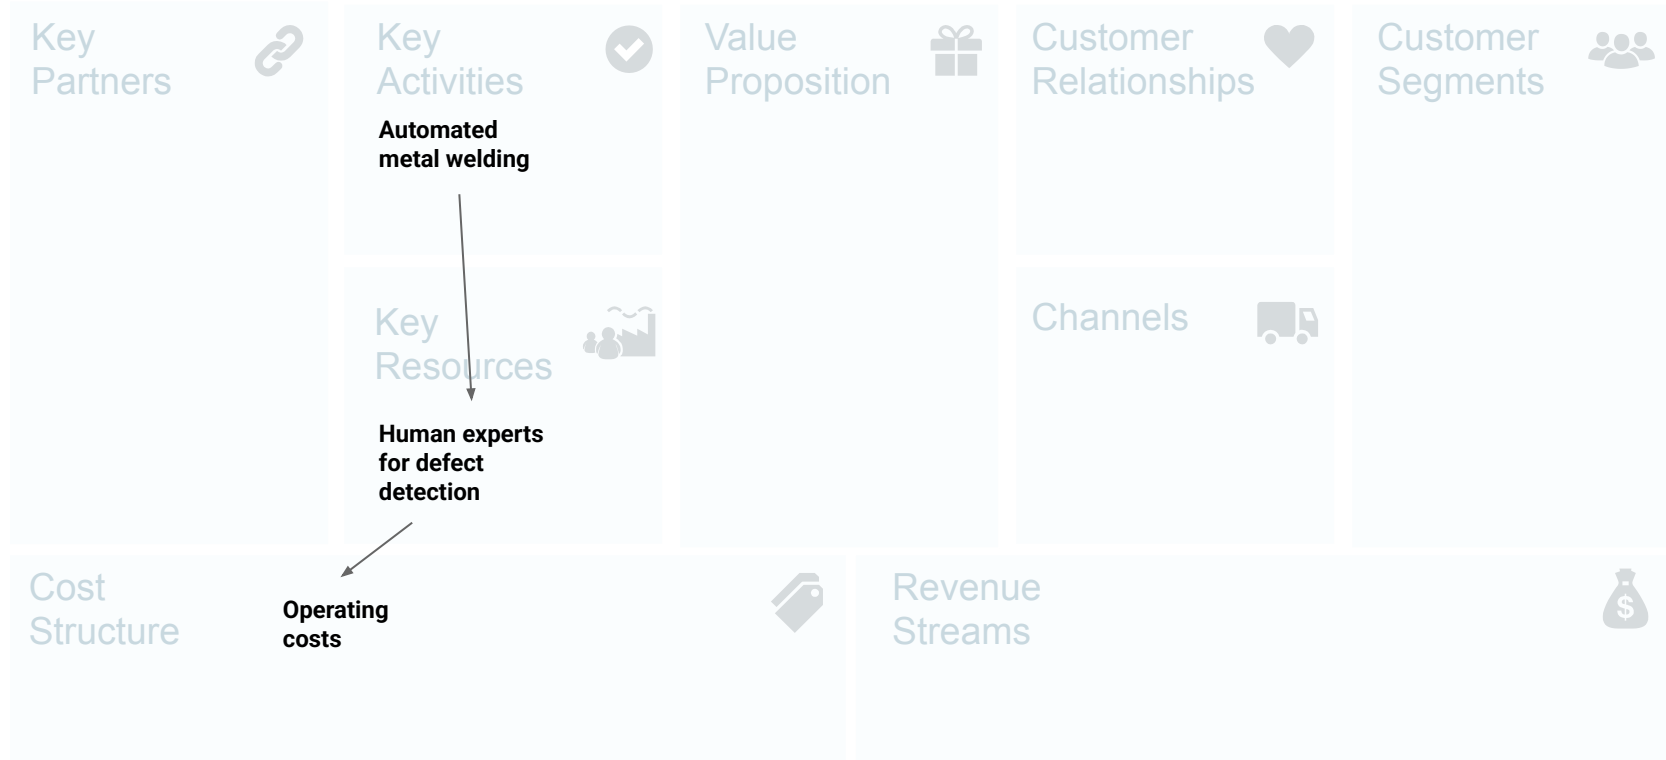 Key
Partners
Key
Activities
Automated
metal welding
Key
Resources
Human experts
for defect
detection
Value
Proposition
Customer
Relationships
Channels
Customer
Segments
Cost
Structure
Operating
costs
Revenue
Streams
$